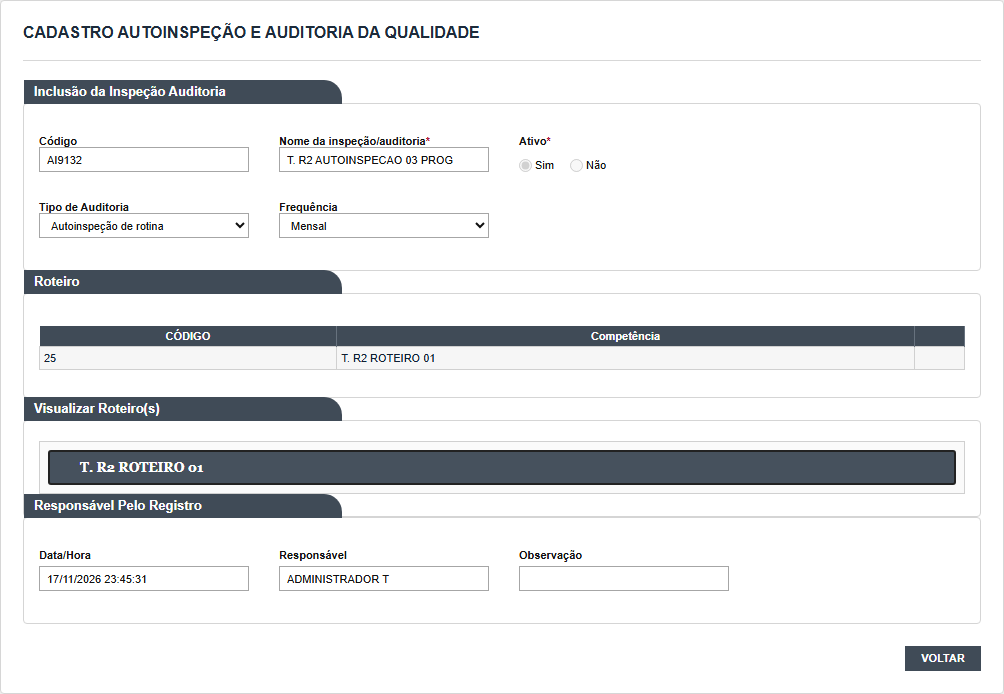 CADASTRO AUTOINSPEÇÃO E AUDITORIA DA QUALIDADE
Inclusão da Inspeção Auditoria
Código Nome da inspeção/auditoria* Ativo*
AI9132 T. R2 AUTOINSPECAO 03 PROG Sim Não
Tipo de Auditoria Frequência
Autoinspeção de rotina Mensal
Roteiro
CÓDIGO Competência
25 T. R2 ROTEIRO 01
Visualizar Roteiro(s)
T. R2 ROTEIRO 01
Responsável Pelo Registro
Data/Hora Responsável Observação
17/11/2026 23:45:31 ADMINISTRADOR T
VOLTAR